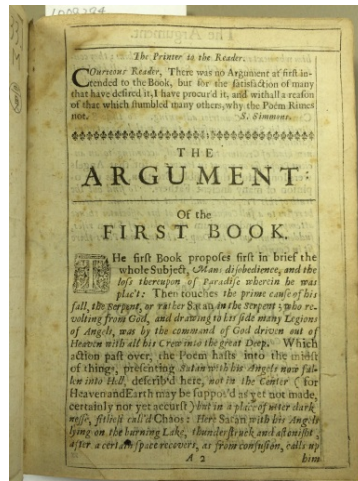 The Printer to the Reader.
COurteous Reader, There was no Argument at first in-
tended to the Book, but for the satisfaction of many
that have desired it, I have procur'd it, and withall a reason
of that which stumbled many others, why the Poem Rimes
not. S. Simmons.
THE
ARGUMENT.
Of the
FIRST BOOK.
THe first Book proposes first in brief the
whole Subject, Mans disobedience, and the
loss thereupon of Paradise wherein he was
plac't: Then touches the prime cause of his
fall, the Serpent, or rather Satan in the Serpent; who re-
volting from God, and drawing to his side many Legions
of Angels, was by the command of God driven out of
Heaven with all his Crew into the great Deep. Which
action past over, the Poem hasts into the midst
of things, presenting Satan with his Angels now fal-
len into Hell, describ'd here, not in the Center (for
Heaven and Earth may be suppos'd as yet not made,
certainly not yet accurst) but in a place of utter dark
nesse, fitliest call'd Chaos: Here Satan with his Angels
lying on the burning Lake, thunder-struck and astonisht,
after a certain space recovers, as from confusion, calls up
A 2 him